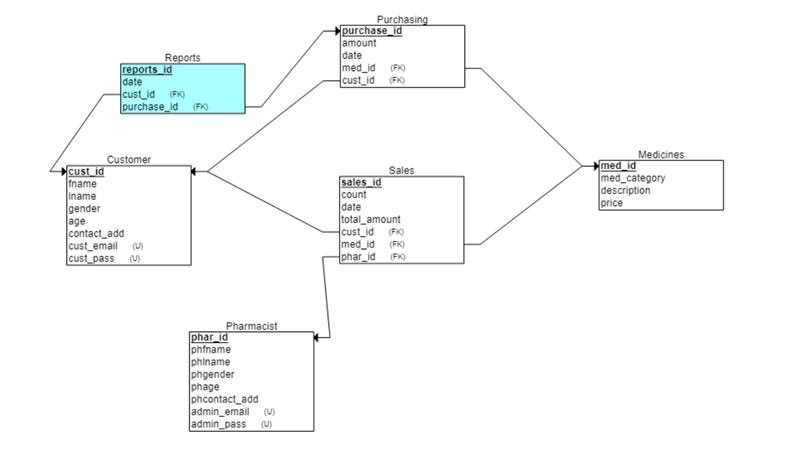 Purchasing
purchase_id
amount
date
med_id (FK)
cust_id (FK)
Reports
reports_id
date
cust_id (FK)
purchase_id (FK)
Customer
cust_id
fname
lname
gender
age
contact_add
cust_email (U)
cust_pass (U)
Sales
sales_id
count
date
total_amount
cust_id (FK)
med_id (FK)
phar_id (FK)
Medicines
med_id
med_category
description
price
Pharmacist
phar_id
phfname
phlname
phgender
phage
phcontact_add
admin_email (U)
admin_pass (U)